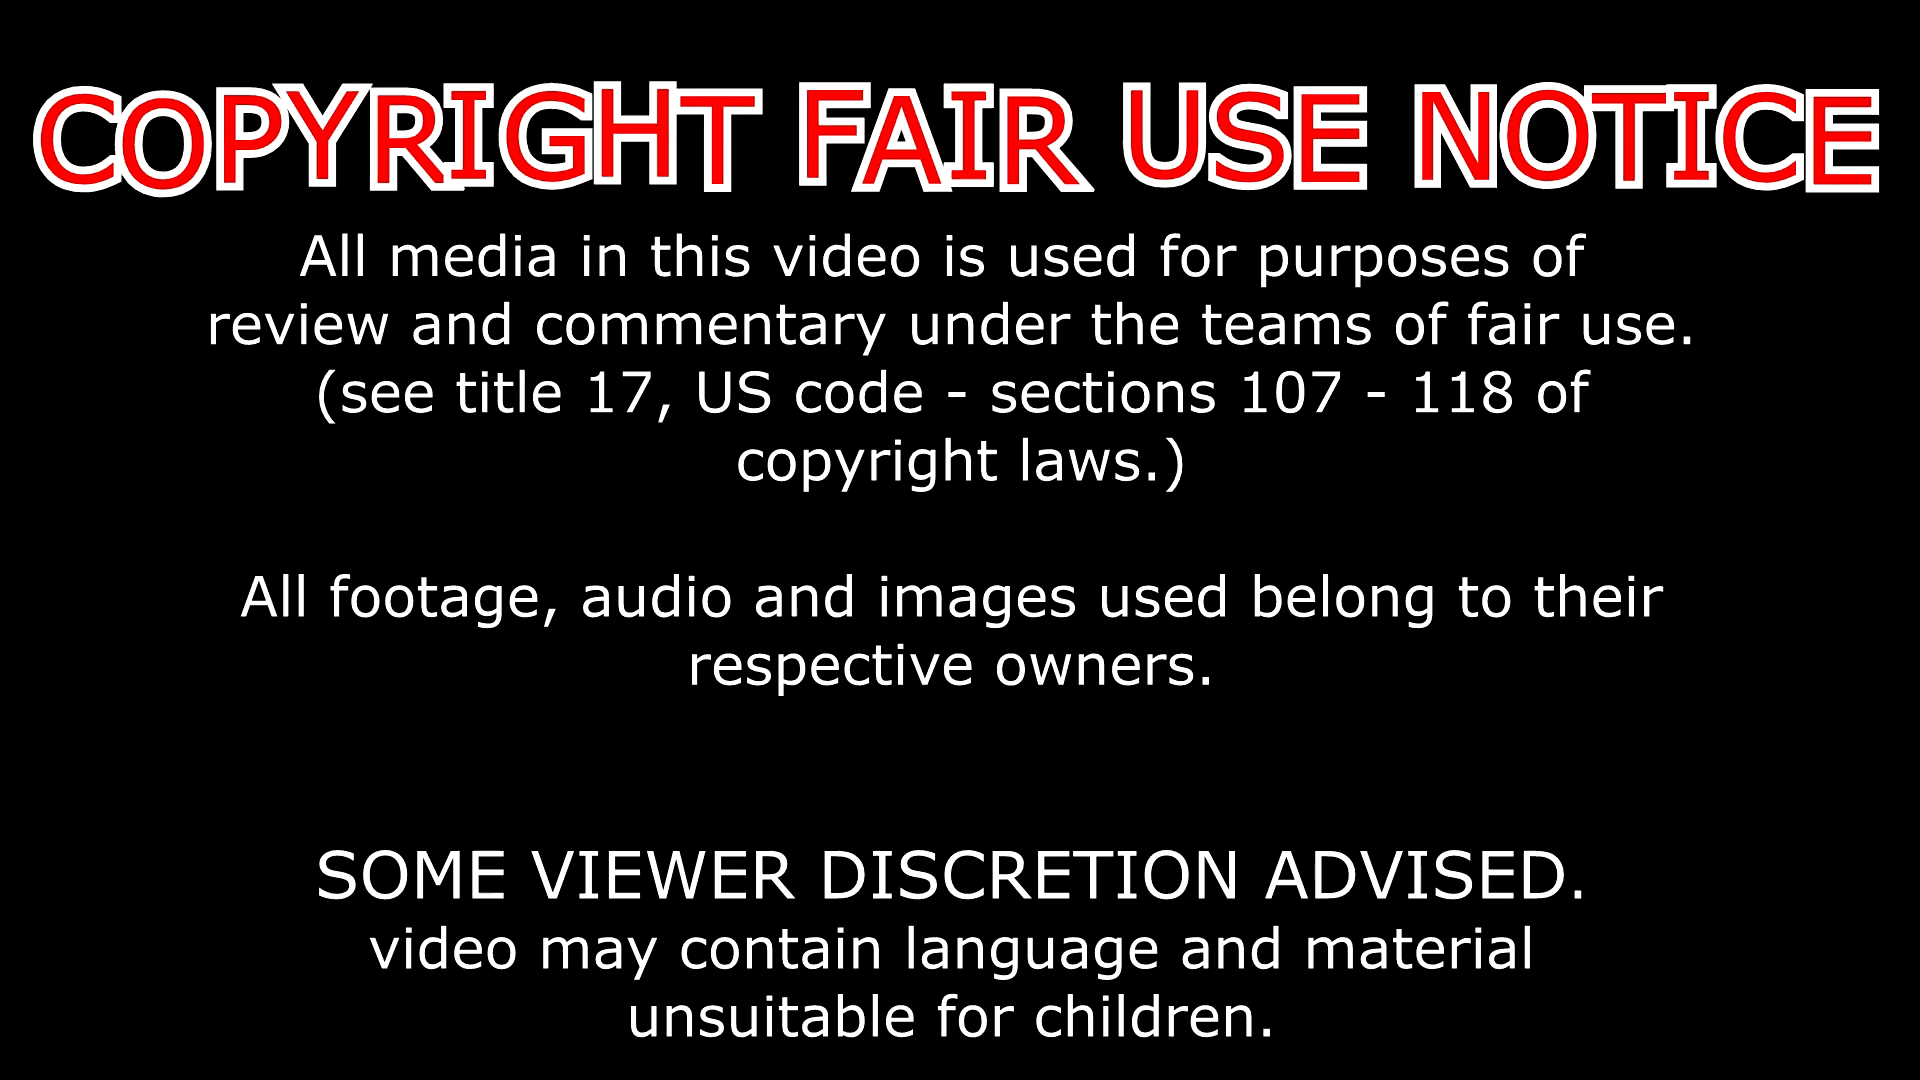 COPYRIGHT FAIR USE NOTICE
All media in this video is used for purposes of
review and commentary under the teams of fair use.
(see title 17, US code - sections 107 - 118 of
copyright laws.)
All footage, audio and images used belong to their
respective owners.
SOME VIEWER DISCRETION ADVISED.
video may contain language and material
unsuitable for children.